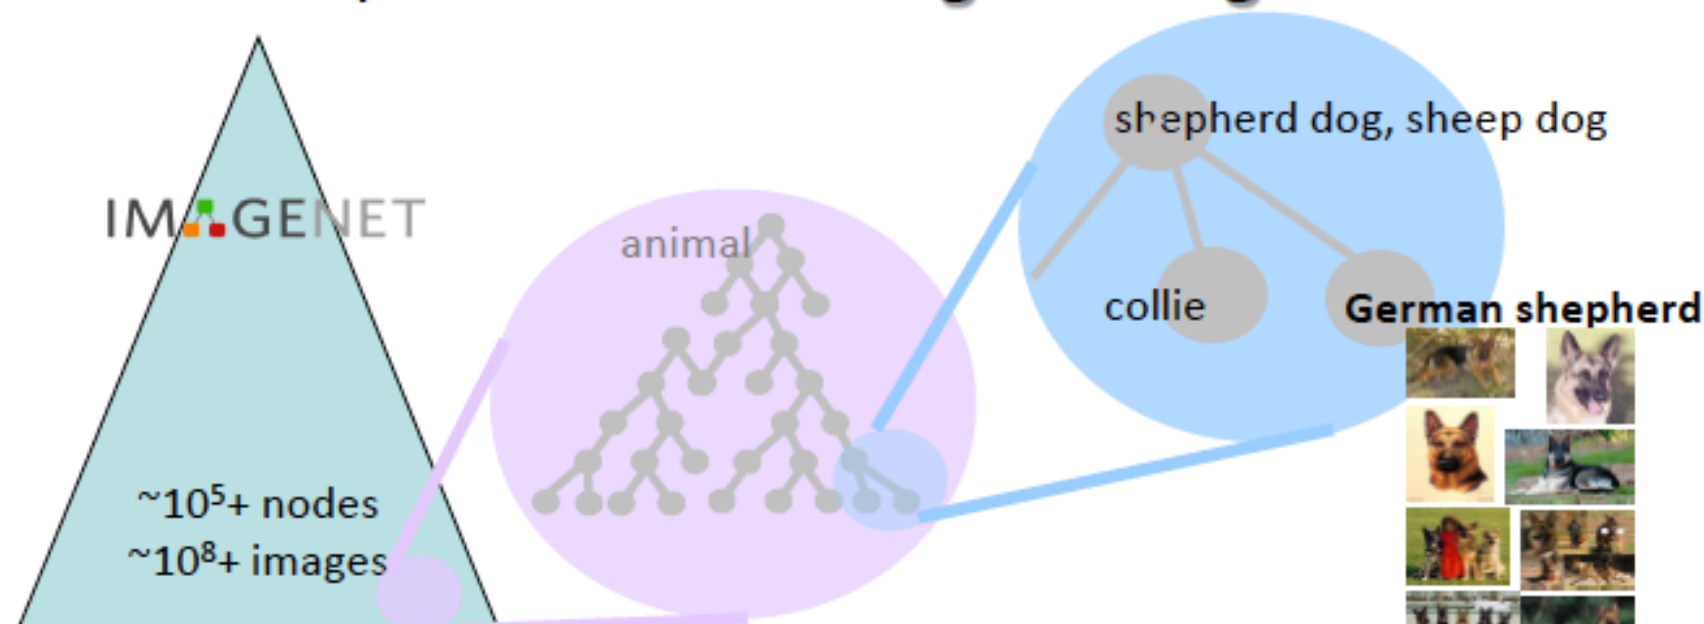 IMAGENET
~10⁵+ nodes
~10⁸+ images
animal
shepherd dog, sheep dog
collie
German shepherd